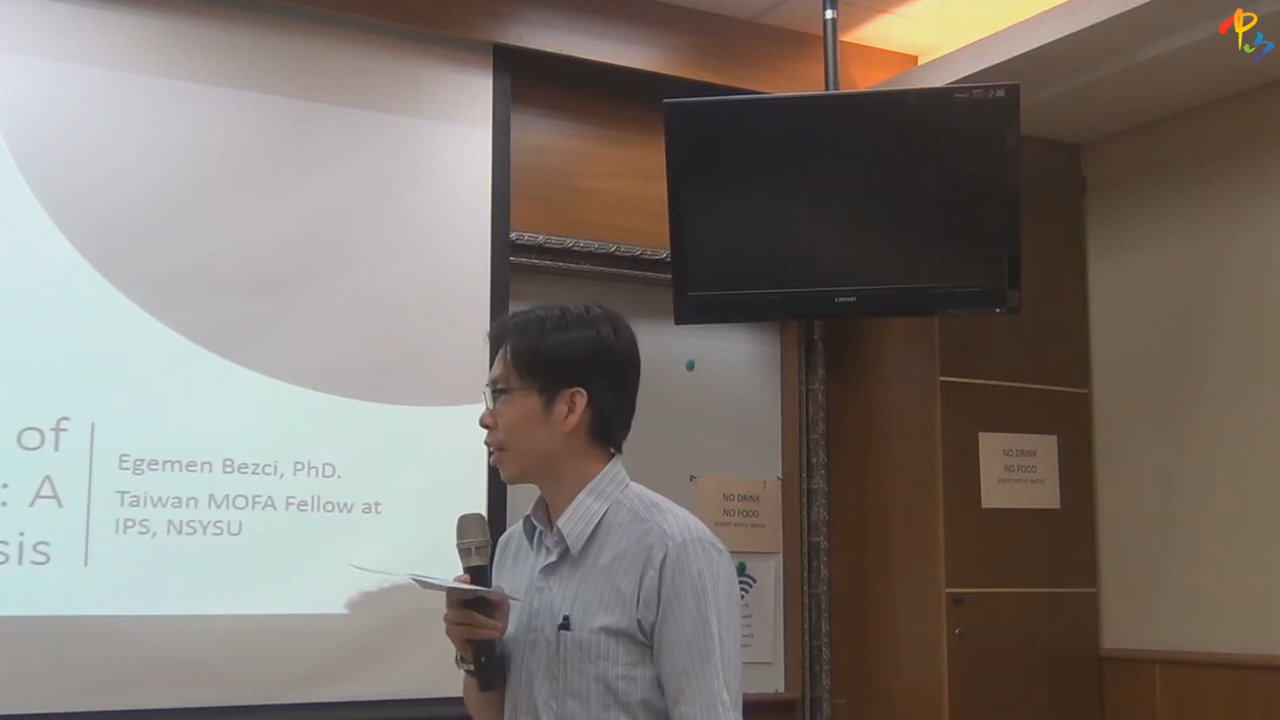 of
: A
sis
Egemen Bezci, PhD.
Taiwan MOFA Fellow at
IPS, NSYSU
NO DRINK
NO FOOD
NO DRINK
NO FOOD